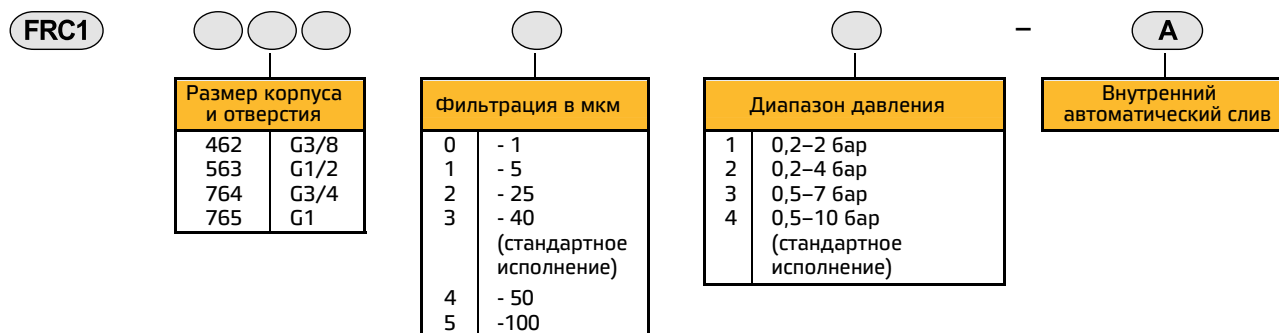 FRC1
–
A
Размер корпуса
и отверстия
462 G3/8
563 G1/2
764 G3/4
765 G1
Фильтрация в мкм
0 - 1
1 - 5
2 - 25
3 - 40
(стандартное
исполнение)
4 - 50
5 -100
Диапазон давления
1 0,2–2 бар
2 0,2–4 бар
3 0,5–7 бар
4 0,5–10 бар
(стандартное
исполнение)
Внутренний
автоматический слив